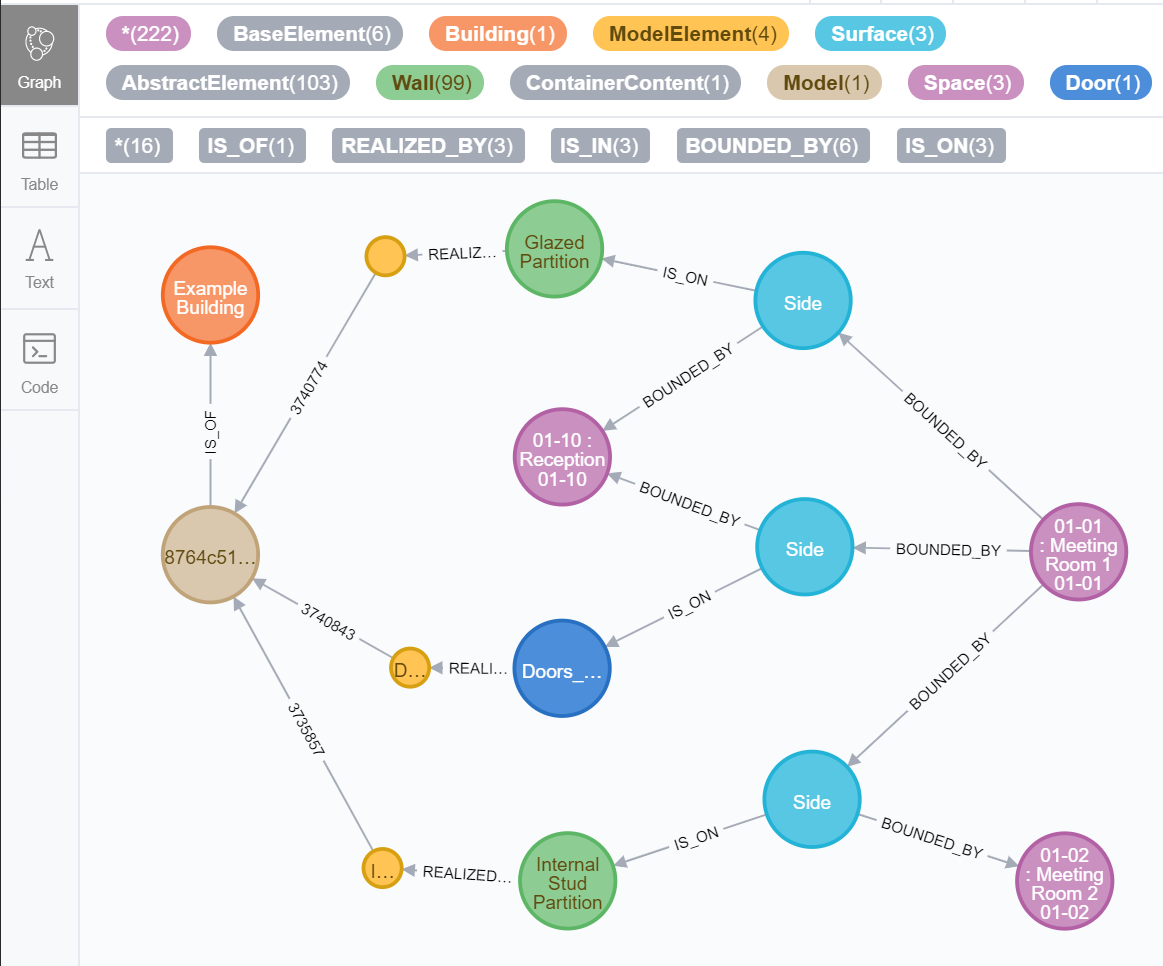 Graph
Table
Text
Code
*(222)
BaseElement(6)
Building(1)
ModelElement(4)
Surface(3)
AbstractElement(103)
Wall(99)
ContainerContent(1)
Model(1)
Space(3)
Door(1)
*(16)
IS_OF(1)
REALIZED_BY(3)
IS_IN(3)
BOUNDED_BY(6)
IS_ON(3)
Glazed
Partition
REALIZ…
IS_ON
Side
Example
Building
3740774
BOUNDED_BY
BOUNDED_BY
IS_OF
01-10 :
Reception
01-10
BOUNDED_BY
8764c51…
Side
BOUNDED_BY
01-01
: Meeting
Room 1
01-01
3740843
IS_ON
D…
REALI…
Doors_…
BOUNDED_BY
3735857
Side
IS_ON
BOUNDED_BY
I…
REALIZED…
Internal
Stud
Partition
01-02
: Meeting
Room 2
01-02